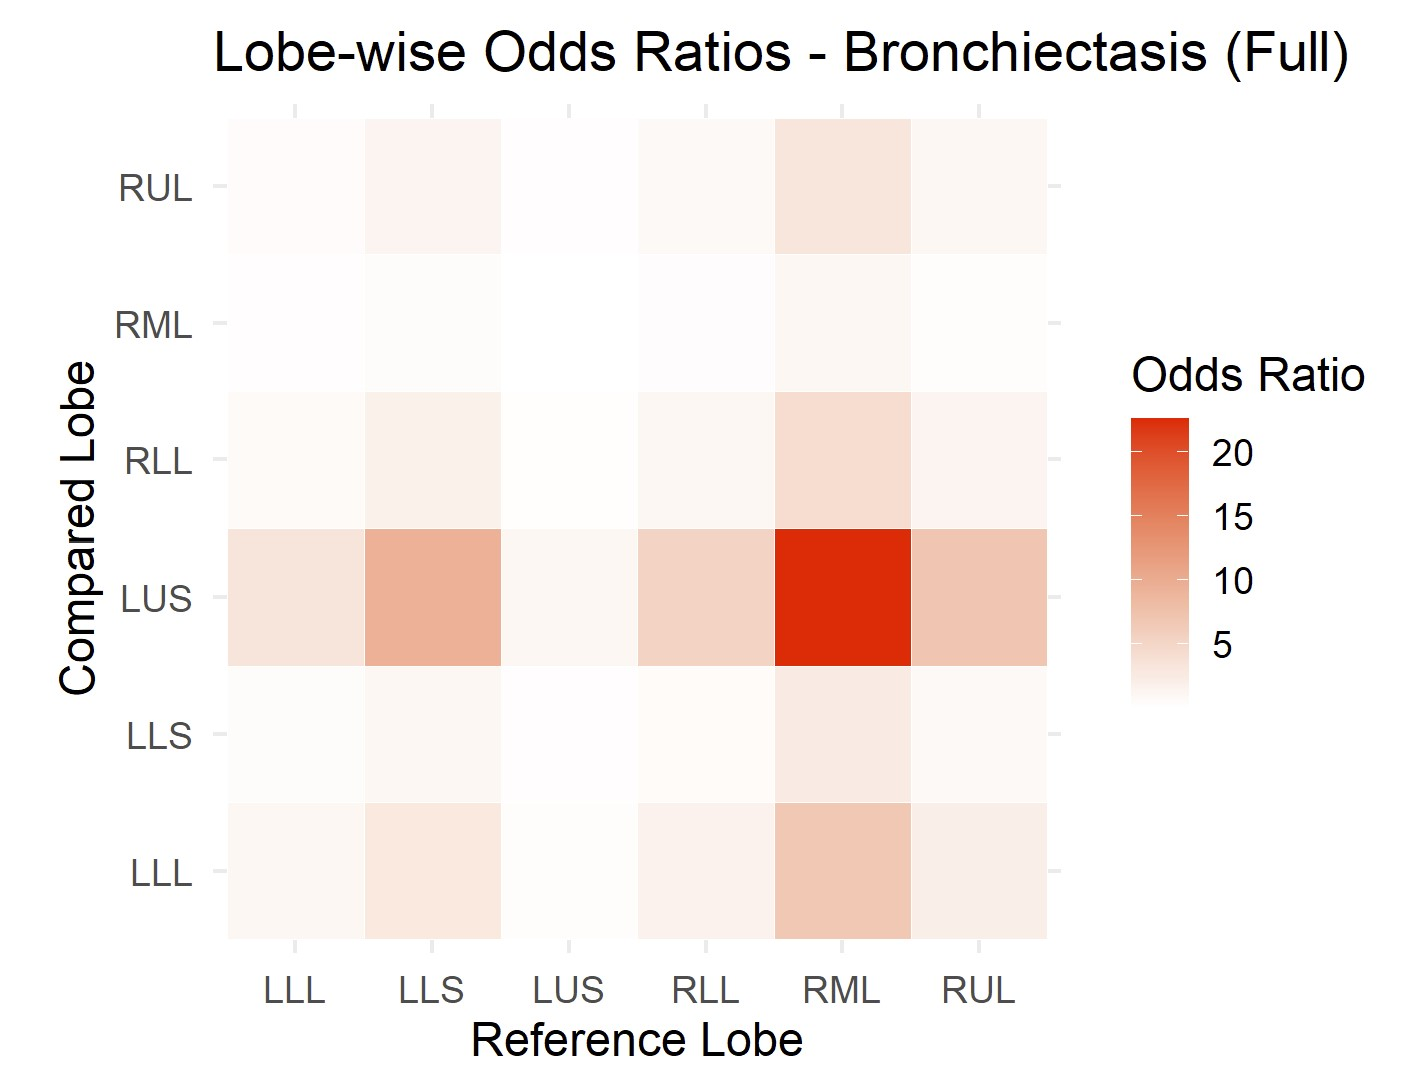 Lobe-wise Odds Ratios - Bronchiectasis (Full)
RUL
RML
RLL
LUS
LLS
LLL
Compared Lobe
LLL LLS LUS RLL RML RUL
Reference Lobe
Odds Ratio
20
15
10
5